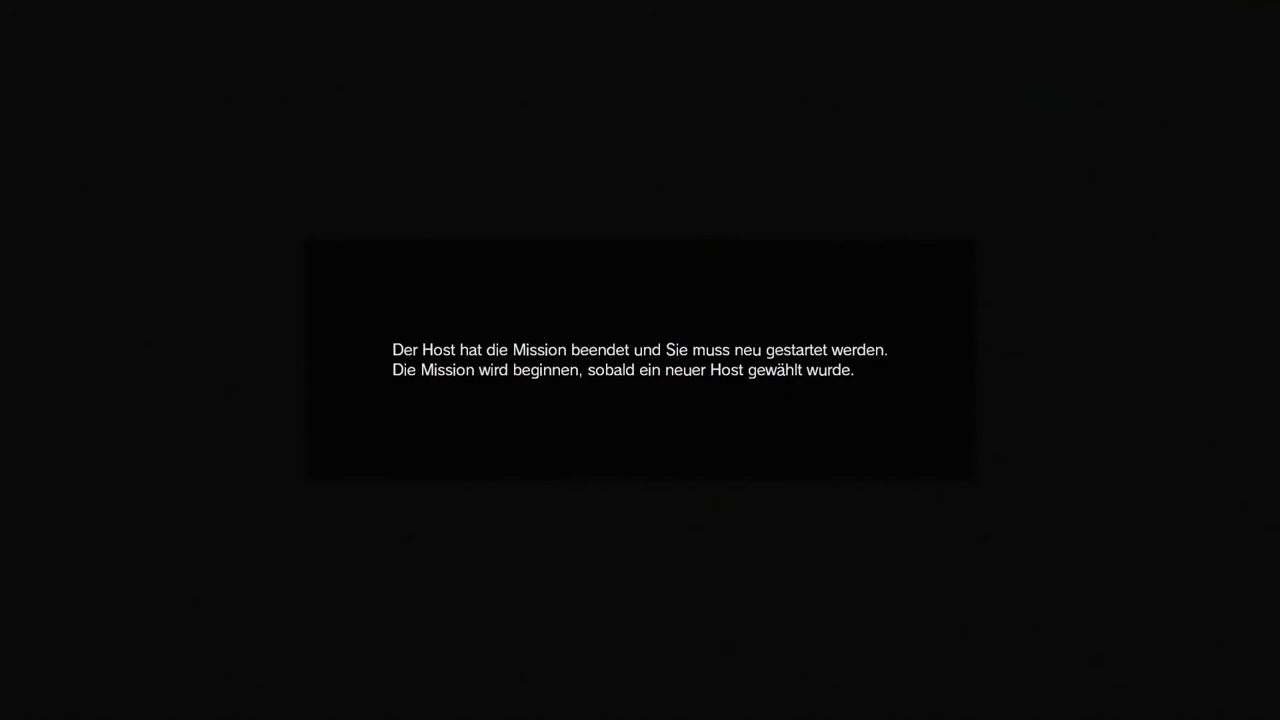 Der Host hat die Mission beendet und Sie muss neu gestartet werden.
Die Mission wird beginnen, sobald ein neuer Host gewählt wurde.